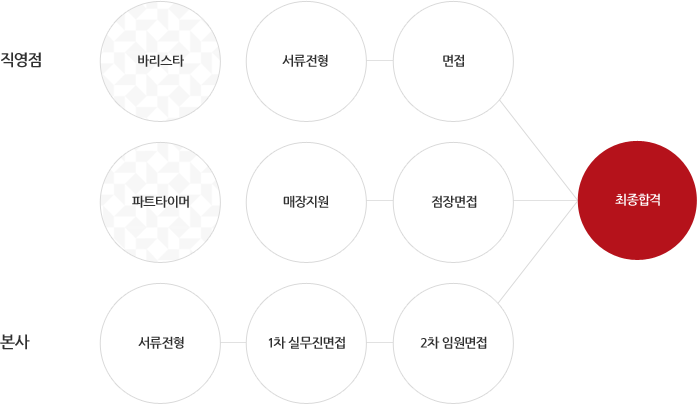 직영점
바리스타
서류전형
면접
파트타이머
매장지원
점장면접
최종합격
본사
서류전형
1차 실무진면접
2차 임원면접